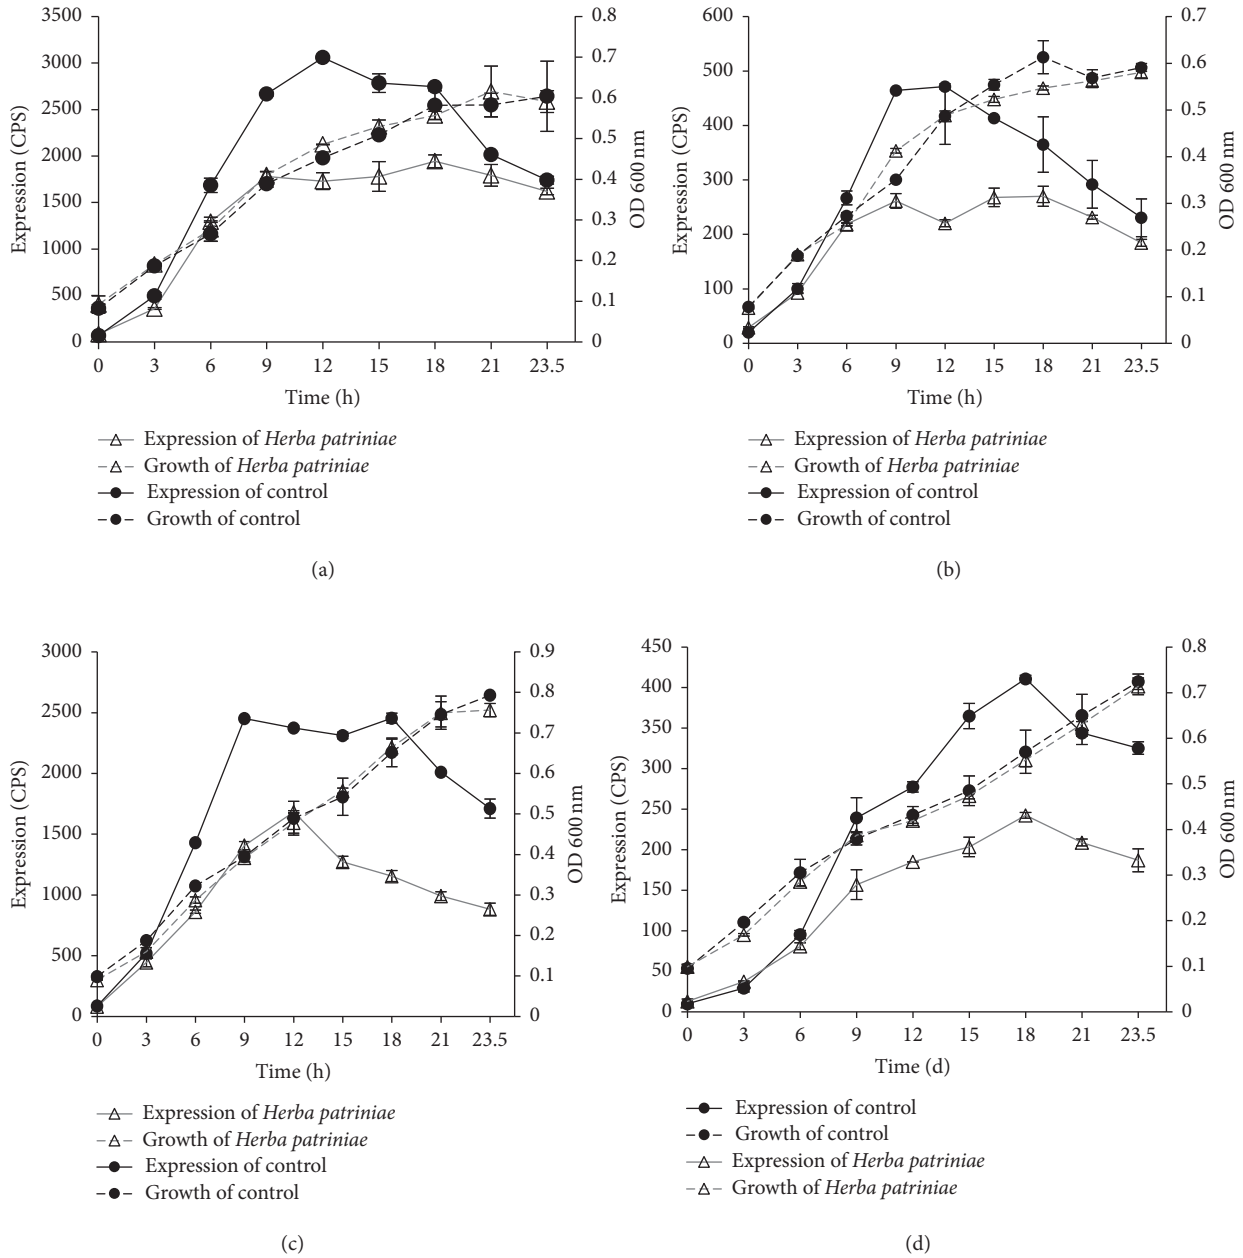 3500
3000
2500
2000
1500
1000
500
0
Expression (CPS)
0.8
0.7
0.6
0.5
0.4
0.3
0.2
0.1
0
OD 600 nm
0 3 6 9 12 15 18 21 23.5
Time (h)
Expression of Herba patriniae
Growth of Herba patriniae
Expression of control
Growth of control
(a)
600
500
400
300
200
100
0
Expression (CPS)
0.7
0.6
0.5
0.4
0.3
0.2
0.1
0
OD 600 nm
0 3 6 9 12 15 18 21 23.5
Time (h)
Expression of Herba patriniae
Growth of Herba patriniae
Expression of control
Growth of control
(b)
3000
2500
2000
1500
1000
500
0
Expression (CPS)
0.9
0.8
0.7
0.6
0.5
0.4
0.3
0.2
0.1
0
OD 600 nm
0 3 6 9 12 15 18 21 23.5
Time (h)
Expression of Herba patriniae
Growth of Herba patriniae
Expression of control
Growth of control
(c)
450
400
350
300
250
200
150
100
50
0
Expression (CPS)
0.8
0.7
0.6
0.5
0.4
0.3
0.2
0.1
0
OD 600 nm
0 3 6 9 12 15 18 21 23.5
Time (d)
Expression of control
Growth of control
Expression of Herba patriniae
Growth of Herba patriniae
(d)